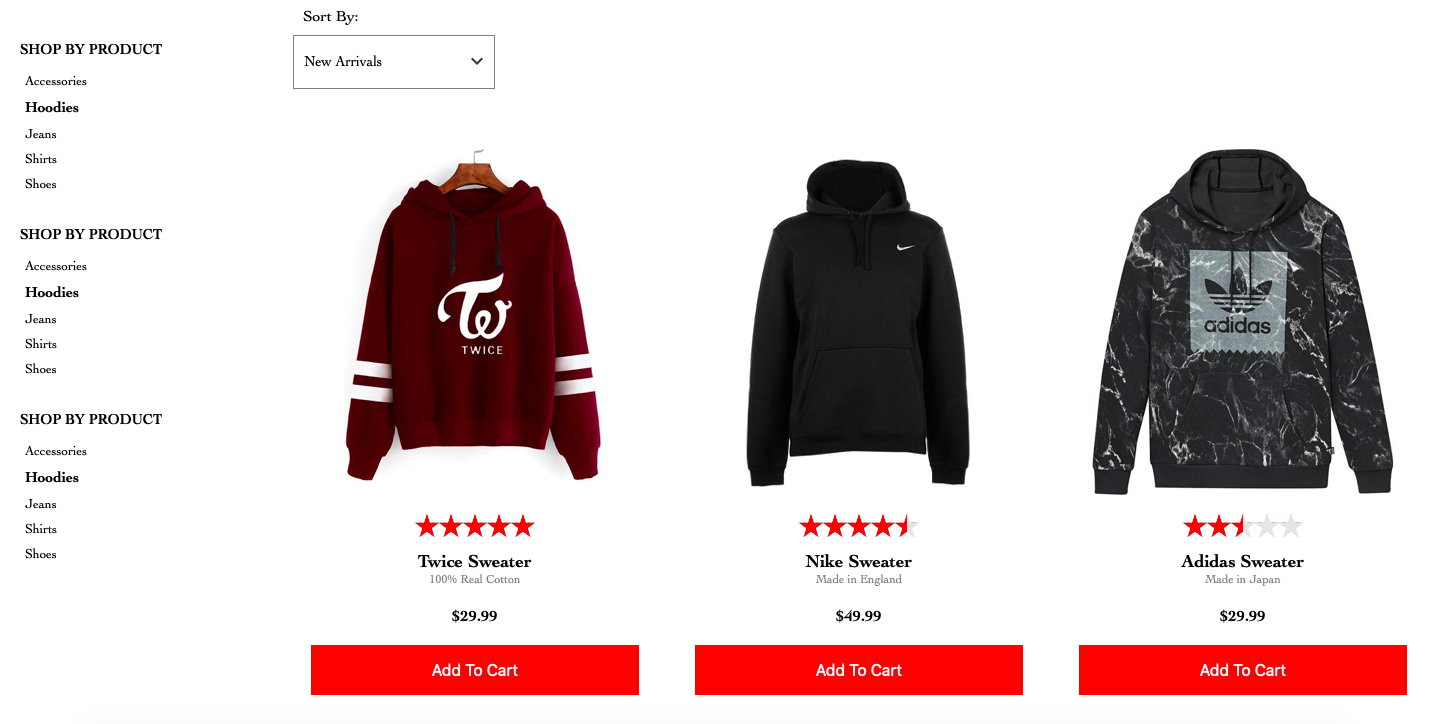 Sort By:
New Arrivals
SHOP BY PRODUCT
Accessories
Hoodies
Jeans
Shirts
Shoes
SHOP BY PRODUCT
Accessories
Hoodies
Jeans
Shirts
Shoes
SHOP BY PRODUCT
Accessories
Hoodies
Jeans
Shirts
Shoes
Tw
TWICE
Twice Sweater
100% Real Cotton
$29.99
Add To Cart
Nike Sweater
Made in England
$49.99
Add To Cart
adidas
Adidas Sweater
Made in Japan
$29.99
Add To Cart